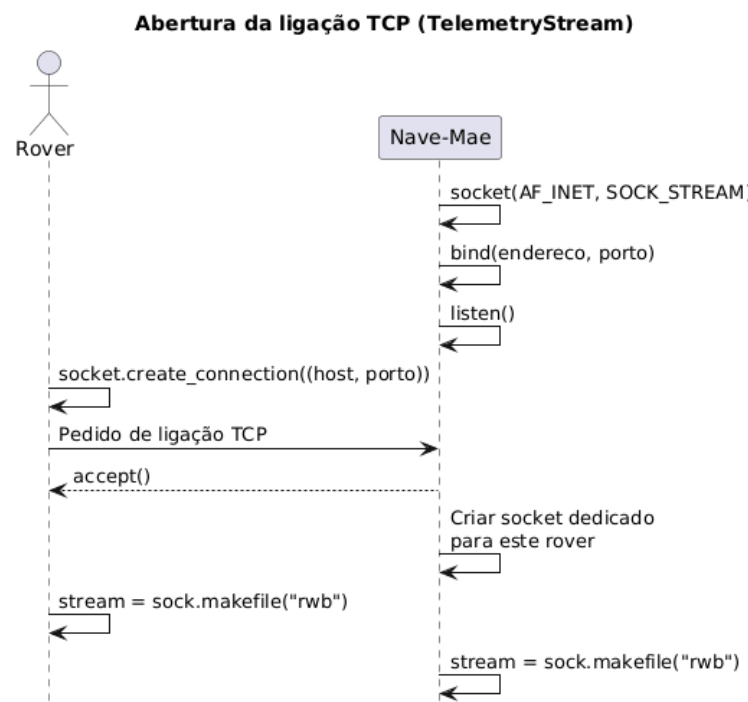 Abertura da ligação TCP (TelemetryStream)
Rover
Nave-Mae
socket(AF_INET, SOCK_STREAM)
bind(endereco, porto)
listen()
socket.create_connection((host, porto))
Pedido de ligação TCP
accept()
Criar socket dedicado
para este rover
stream = sock.makefile("rwb")
stream = sock.makefile("rwb")